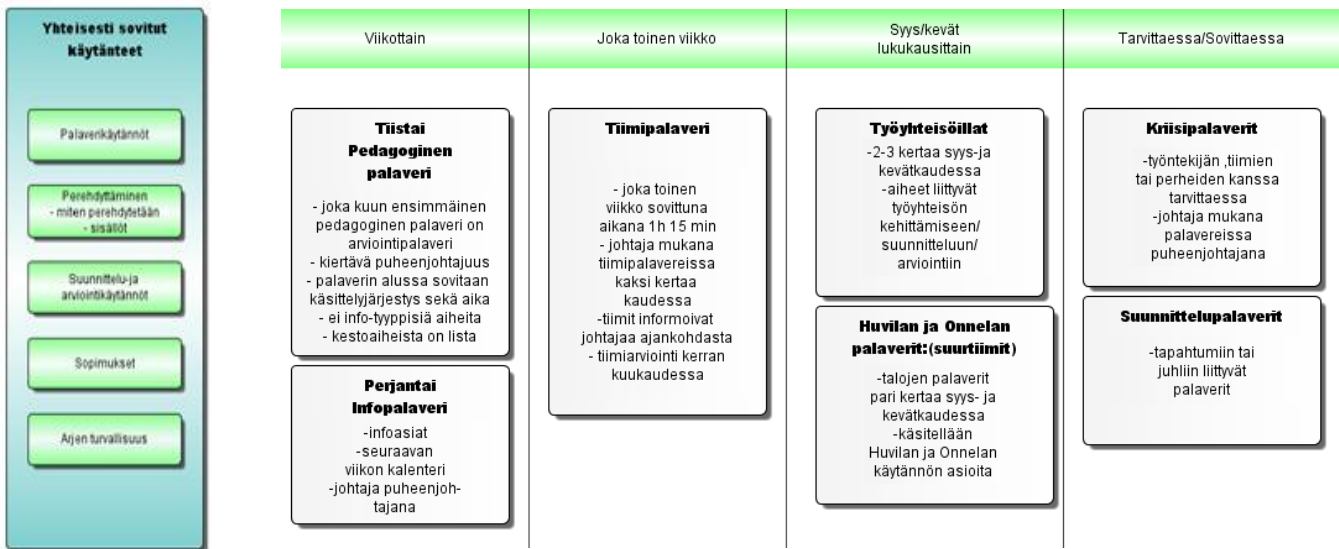 Yhteisesti sovitut
käytänteet
Palaverikäytännöt
Perehdyttäminen
- miten perehdytetään
- sisällöt
Suunnittelu-ja
arviointikäytännöt
Sopimukset
Arjen turvallisuus
Viikottain
Tiistai
Pedagoginen
palaveri
- joka kuun ensimmäinen
pedagoginen palaveri on
arviointipalaveri
- kiertävä puheenjohtajuus
- palaverin alussa sovitaan
käsittelyjärjestys sekä aika
- ei info-tyyppisiä aiheita
- kestoaiheista on lista
Perjantai
Infopalaveri
-infoasiat
-seuraavan
viikon kalenteri
-johtaja puheenjoh-
tajana
Joka toinen viikko
Tiimipalaveri
- joka toinen
viikko sovittuna
aikana 1h 15 min
- johtaja mukana
tiimipalavereissa
kaksi kertaa
kaudessa
-tiimit informoivat
johtajaa ajankohdasta
- tiimiarviointi kerran
kuukaudessa
Syys/kevät
lukukausittain
Työyhteisöillat
-2-3 kertaa syys-ja
kevätkaudessa
-aiheet liittyvät
työyhteisön
kehittämiseen/
suunnitteluun/
arviointiin
Huvilan ja Onnelan
palaverit:(suurtiimit)
-talojen palaverit
pari kertaa syys- ja
kevätkaudessa
-käsitellään
Huvilan ja Onnelan
käytännön asioita
Tarvittaessa/Sovittaessa
Kriisipalaverit
-työntekijän ,tiimien
tai perheiden kanssa
tarvittaessa
-johtaja mukana
palavereissa
puheenjohtajana
Suunnittelupalaverit
-tapahtumiin tai
juhliin liittyvät
palaverit